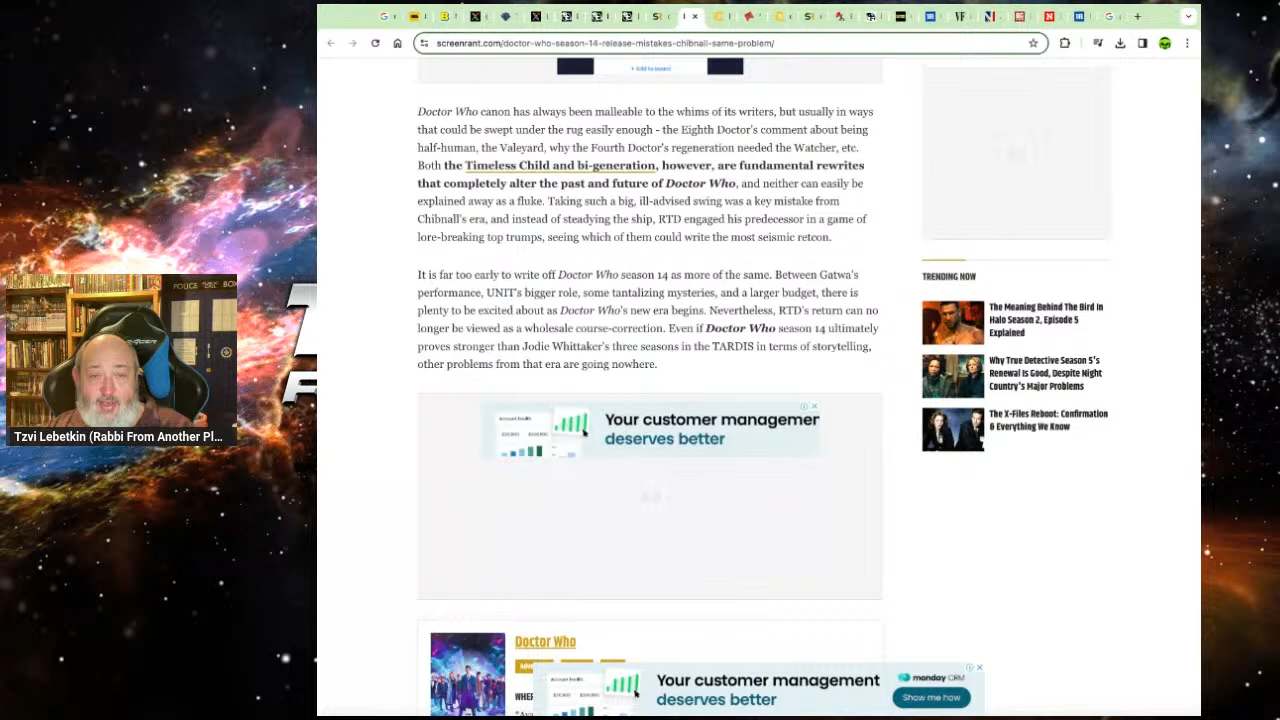 screenrant.com/doctor-who-season-14-release-mistakes-chibnall-same-problem/
+ Add to board
Doctor Who canon has always been malleable to the whims of its writers, but usually in ways
that could be swept under the rug easily enough - the Eighth Doctor's comment about being
half-human, the Valeyard, why the Fourth Doctor's regeneration needed the Watcher, etc.
Both the Timeless Child and bi-generation, however, are fundamental rewrites
that completely alter the past and future of Doctor Who, and neither can easily be
explained away as a fluke. Taking such a big, ill-advised swing was a key mistake from
Chibnall's era, and instead of steadying the ship, RTD engaged his predecessor in a game of
lore-breaking top trumps, seeing which of them could write the most seismic retcon.
It is far too early to write off Doctor Who season 14 as more of the same. Between Gatwa's
performance, UNIT's bigger role, some tantalizing mysteries, and a larger budget, there is
plenty to be excited about as Doctor Who's new era begins. Nevertheless, RTD's return can no
longer be viewed as a wholesale course-correction. Even if Doctor Who season 14 ultimately
proves stronger than Jodie Whittaker's three seasons in the TARDIS in terms of storytelling,
other problems from that era are going nowhere.
TRENDING NOW
The Meaning Behind The Bird In
Halo Season 2, Episode 5
Explained
Why True Detective Season 5's
Renewal Is Good, Despite Night
Country's Major Problems
The X-Files Reboot: Confirmation
& Everything We Know
POLICE
BOX
Tzvi Lebetkin (Rabbi From Another Pl...
Account health
Your customer managemen
deserves better
Doctor Who
Account health
Your customer management
deserves better
monday CRM
Show me how